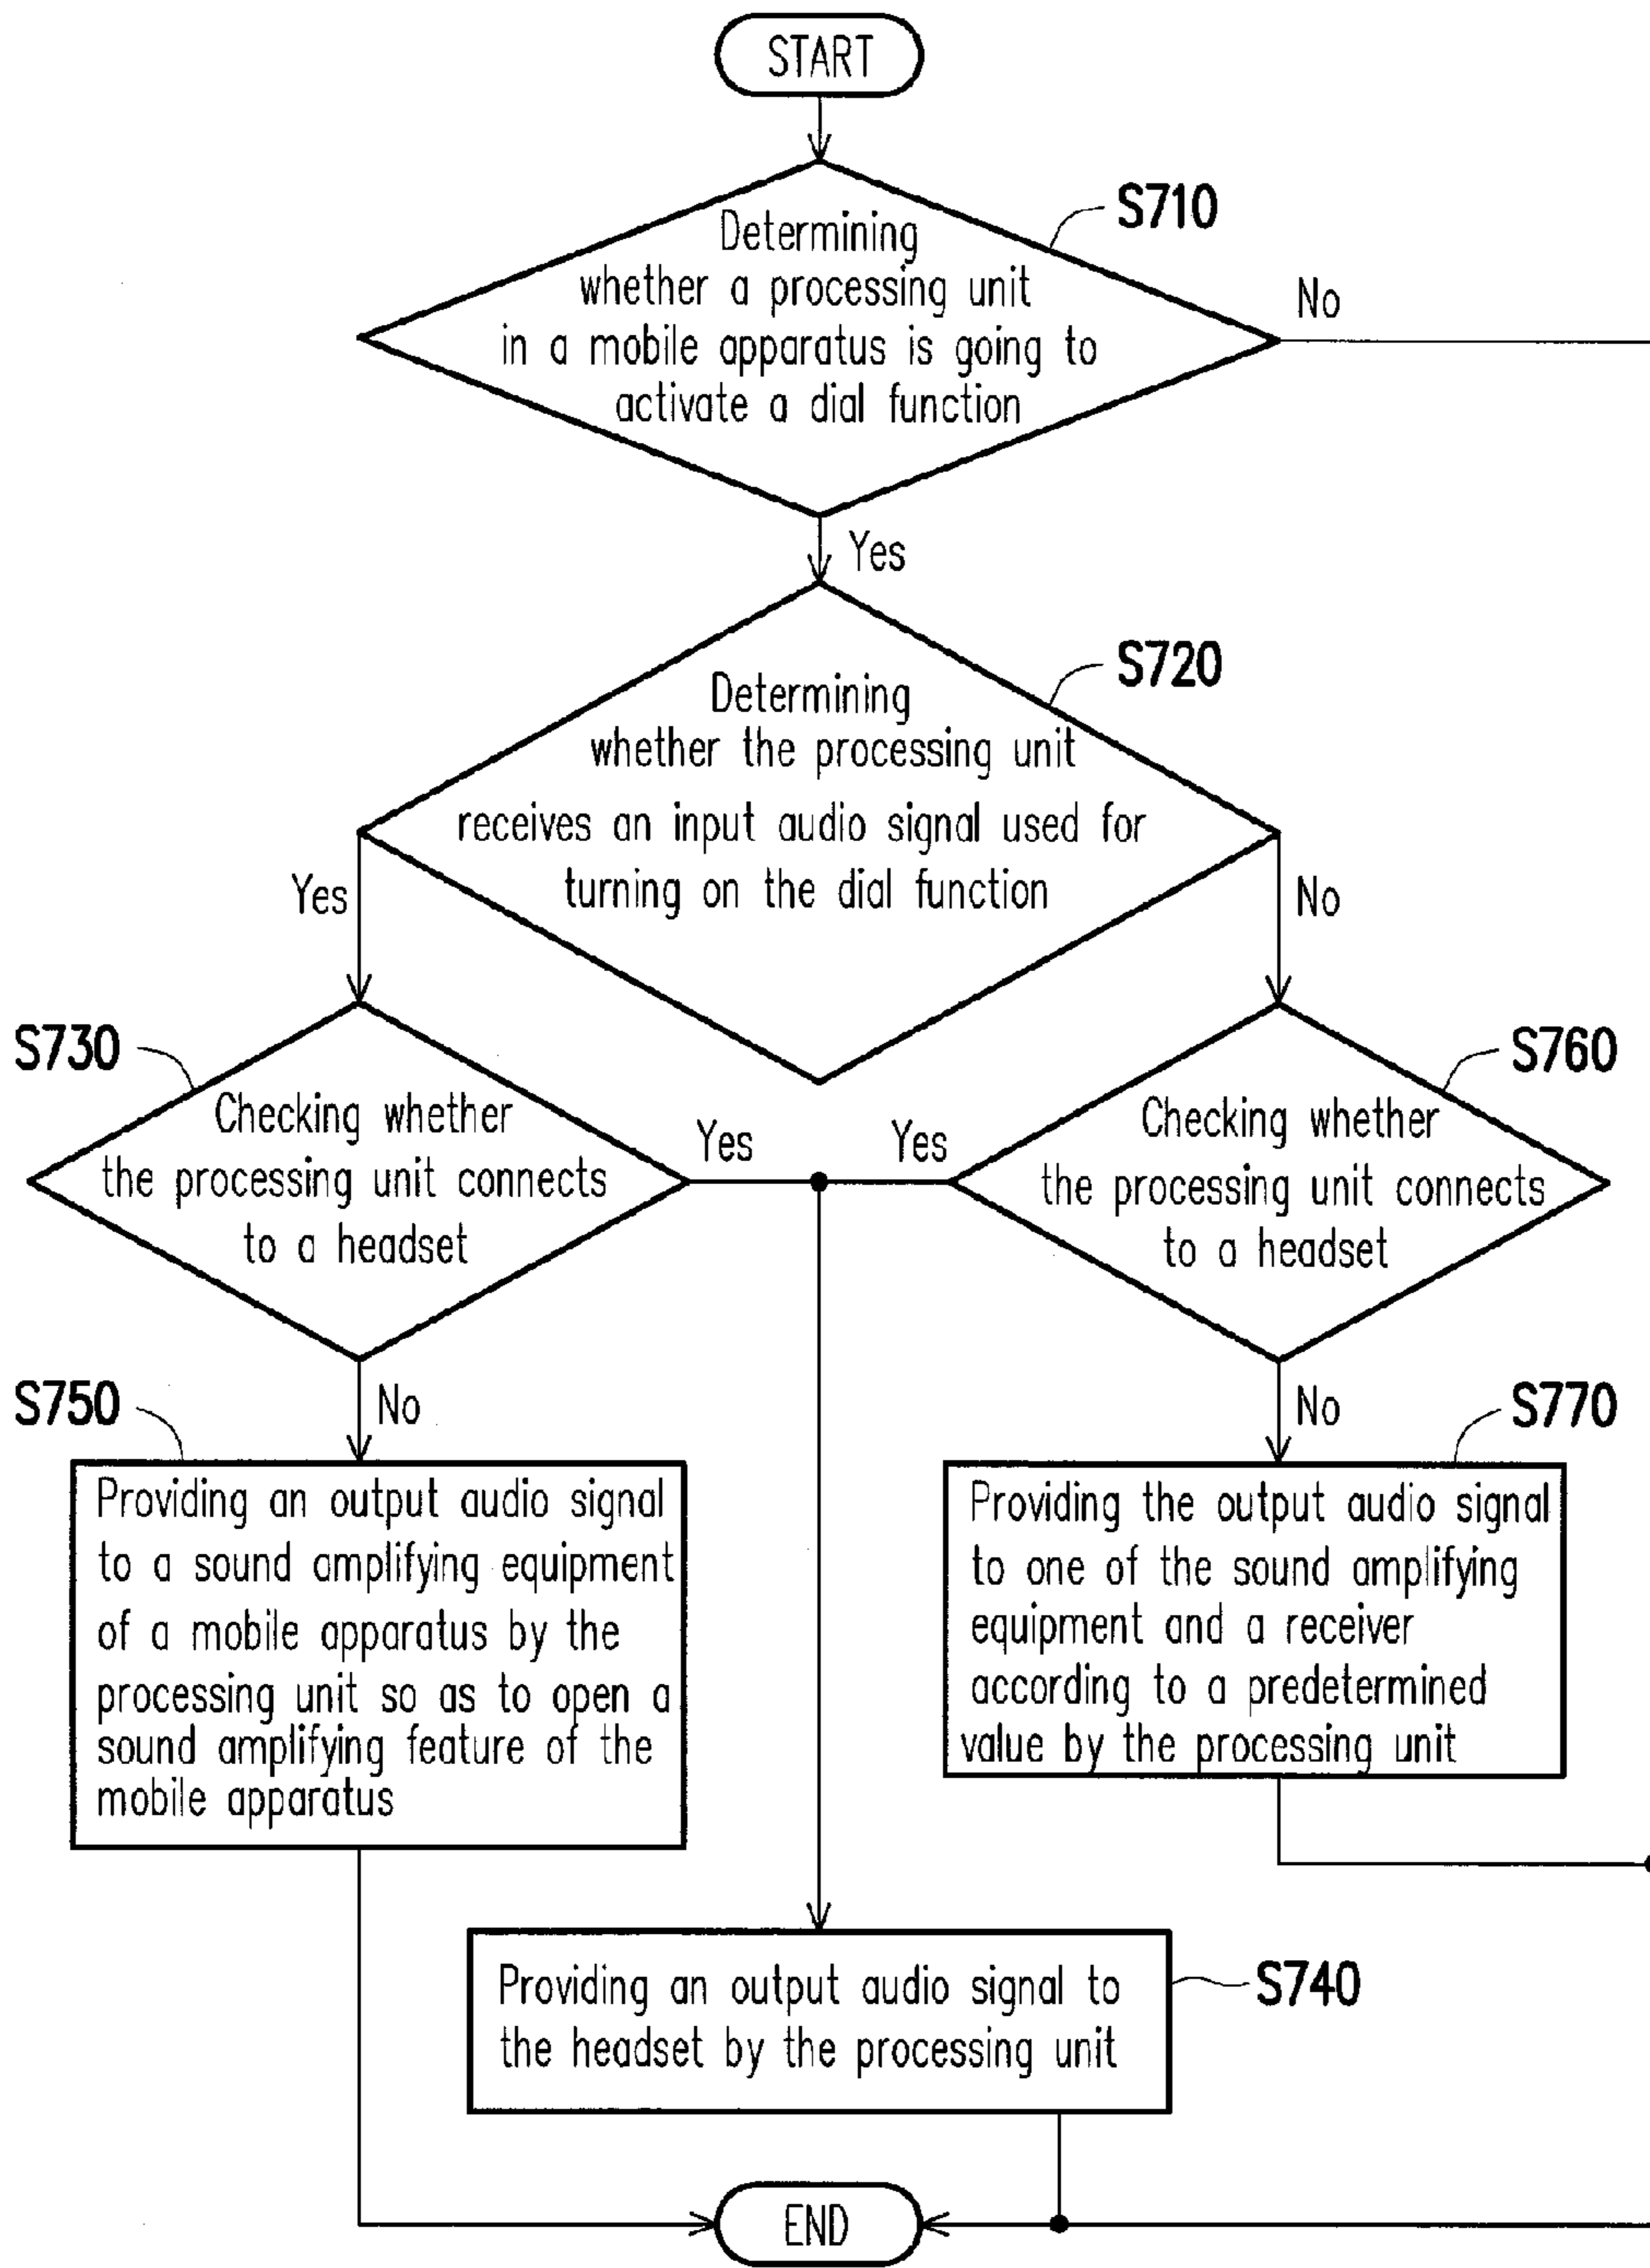 START
S710
Determining
whether a processing unit
in a mobile apparatus is going to
activate a dial function
No
Yes
S720
Determining
whether the processing unit
receives an input audio signal used for
turning on the dial function
Yes
No
S730
Checking whether
the processing unit connects
to a headset
Yes
Yes
S760
Checking whether
the processing unit connects
to a headset
S750
No
Providing an output audio signal
to a sound amplifying equipment
of a mobile apparatus by the
processing unit so as to open a
sound amplifying feature of the
mobile apparatus
No
S770
Providing the output audio signal
to one of the sound amplifying
equipment and a receiver
according to a predetermined
value by the processing unit
Providing an output audio signal to
the headset by the processing unit
S740
END